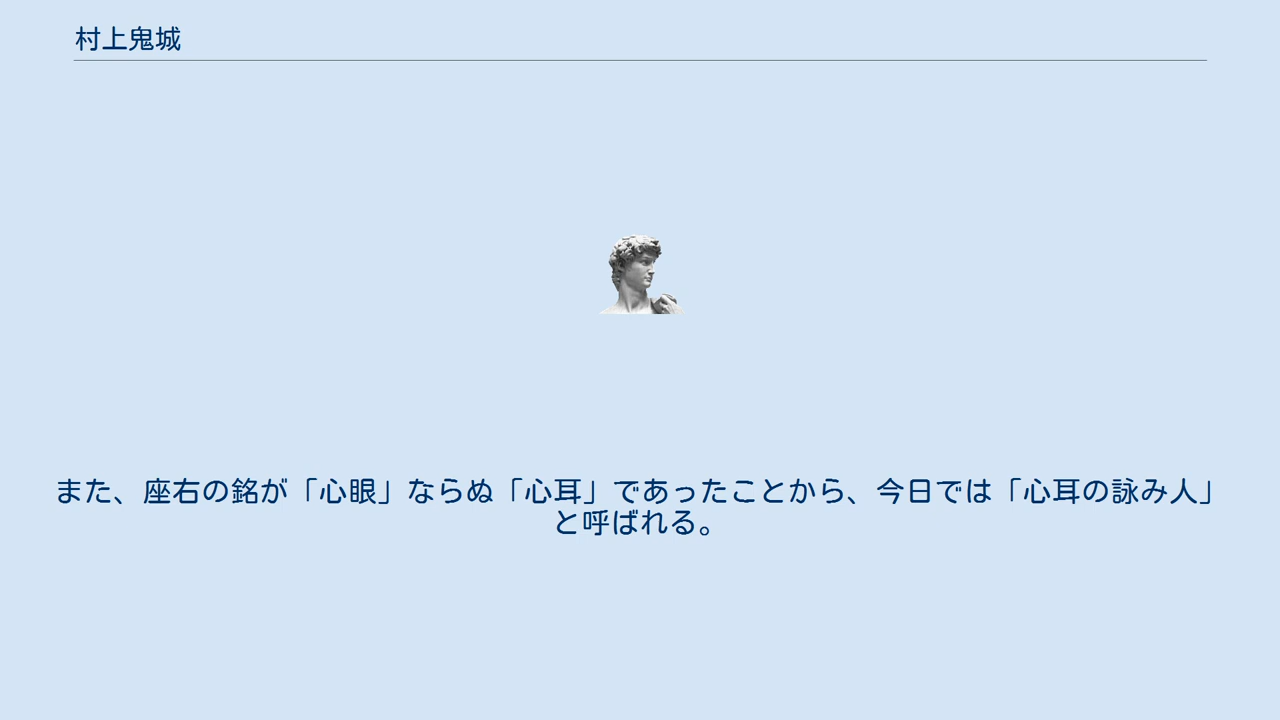 村上鬼城
また、座右の銘が「心眼」ならぬ「心耳」であったことから、今日では「心耳の詠み人」
と呼ばれる。